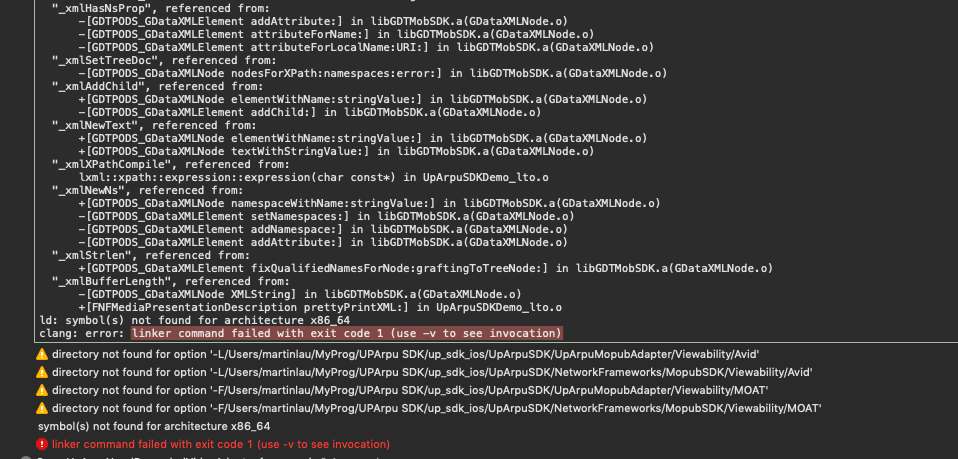 "_xmlHasNsProp", referenced from:
-[GDTPODS_GDataXMLElement addAttribute:] in libGDTMobSDK.a(GDataXMLNode.o)
-[GDTPODS_GDataXMLElement attributeForName:] in libGDTMobSDK.a(GDataXMLNode.o)
-[GDTPODS_GDataXMLElement attributeForLocalName:URI:] in libGDTMobSDK.a(GDataXMLNode.o)
"_xmlSetTreeDoc", referenced from:
-[GDTPODS_GDataXMLNode nodesForXPath:namespaces:error:] in libGDTMobSDK.a(GDataXMLNode.o)
"_xmlAddChild", referenced from:
+[GDTPODS_GDataXMLNode elementWithName:stringValue:] in libGDTMobSDK.a(GDataXMLNode.o)
-[GDTPODS_GDataXMLElement addChild:] in libGDTMobSDK.a(GDataXMLNode.o)
"_xmlNewText", referenced from:
+[GDTPODS_GDataXMLNode elementWithName:stringValue:] in libGDTMobSDK.a(GDataXMLNode.o)
+[GDTPODS_GDataXMLNode textWithStringValue:] in libGDTMobSDK.a(GDataXMLNode.o)
"_xmlXPathCompile", referenced from:
lxml::xpath::expression::expression(char const*) in UpArpuSDKDemo_lto.o
"_xmlNewNs", referenced from:
+[GDTPODS_GDataXMLNode namespaceWithName:stringValue:] in libGDTMobSDK.a(GDataXMLNode.o)
-[GDTPODS_GDataXMLElement setNamespaces:] in libGDTMobSDK.a(GDataXMLNode.o)
-[GDTPODS_GDataXMLElement addNamespace:] in libGDTMobSDK.a(GDataXMLNode.o)
-[GDTPODS_GDataXMLElement addAttribute:] in libGDTMobSDK.a(GDataXMLNode.o)
"_xmlStrlen", referenced from:
+[GDTPODS_GDataXMLElement fixQualifiedNamesForNode:graftingToTreeNode:] in libGDTMobSDK.a(GDataXMLNode.o)
"_xmlBufferLength", referenced from:
-[GDTPODS_GDataXMLNode XMLString] in libGDTMobSDK.a(GDataXMLNode.o)
+[FNFMediaPresentationDescription prettyPrintXML:] in UpArpuSDKDemo_lto.o
ld: symbol(s) not found for architecture x86_64
clang: error: linker command failed with exit code 1 (use -v to see invocation)
directory not found for option '-L/Users/martinlau/MyProg/UPArpu SDK/up_sdk_ios/UpArpuSDK/UpArpuMopubAdapter/Viewability/Avid'
directory not found for option '-L/Users/martinlau/MyProg/UPArpu SDK/up_sdk_ios/UpArpuSDK/NetworkFrameworks/MopubSDK/Viewability/Avid'
directory not found for option '-F/Users/martinlau/MyProg/UPArpu SDK/up_sdk_ios/UpArpuSDK/UpArpuMopubAdapter/Viewability/MOAT'
directory not found for option '-F/Users/martinlau/MyProg/UPArpu SDK/up_sdk_ios/UpArpuSDK/NetworkFrameworks/MopubSDK/Viewability/MOAT'
symbol(s) not found for architecture x86_64
linker command failed with exit code 1 (use -v to see invocation)